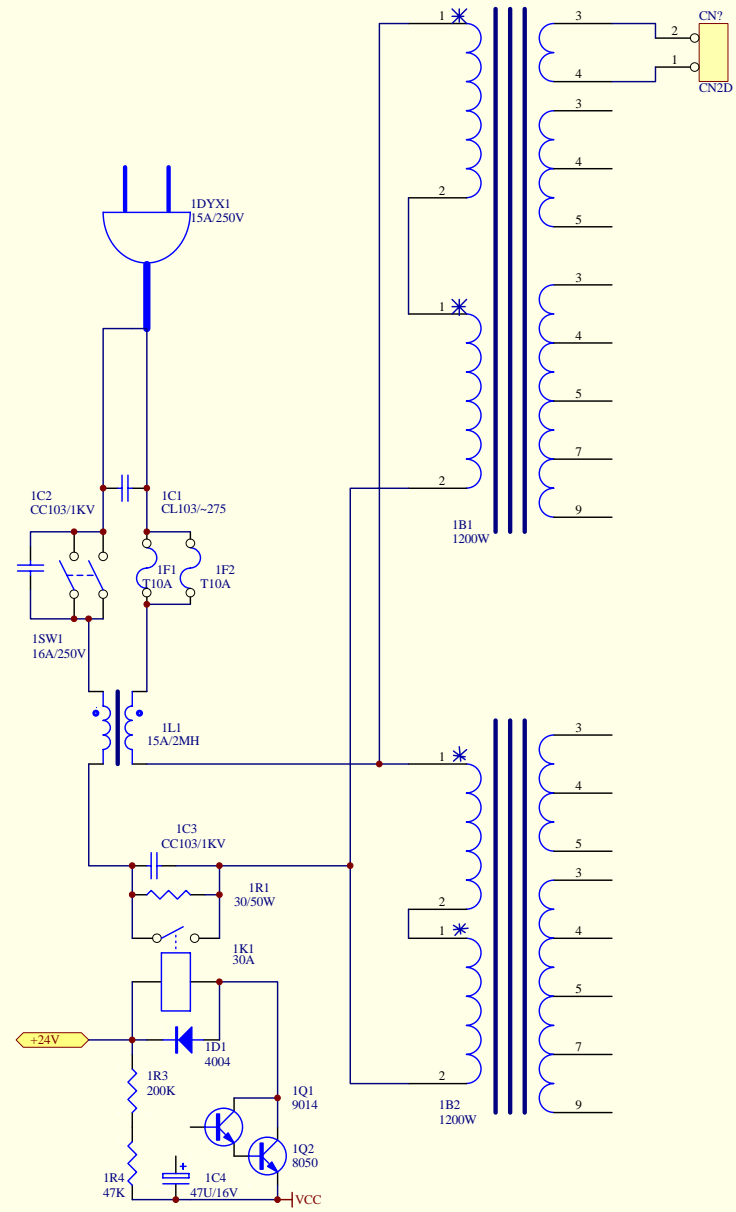 1
3
CN?
2
1
4
CN2D
3
4
2
5
1DYX1
15A/250V
1
3
4
5
7
2
9
1B1
1200W
1C2
CC103/1KV
1C1
CL103/~275
1F1
T10A
1F2
T10A
1SW1
16A/250V
1L1
15A/2MH
3
1
4
5
3
2
1
4
5
7
2
9
1B2
1200W
1C3
CC103/1KV
1R1
30/50W
1K1
30A
+24V
1D1
4004
1R3
200K
1Q1
9014
1Q2
8050
1R4
47K
+
1C4
47U/16V
VCC